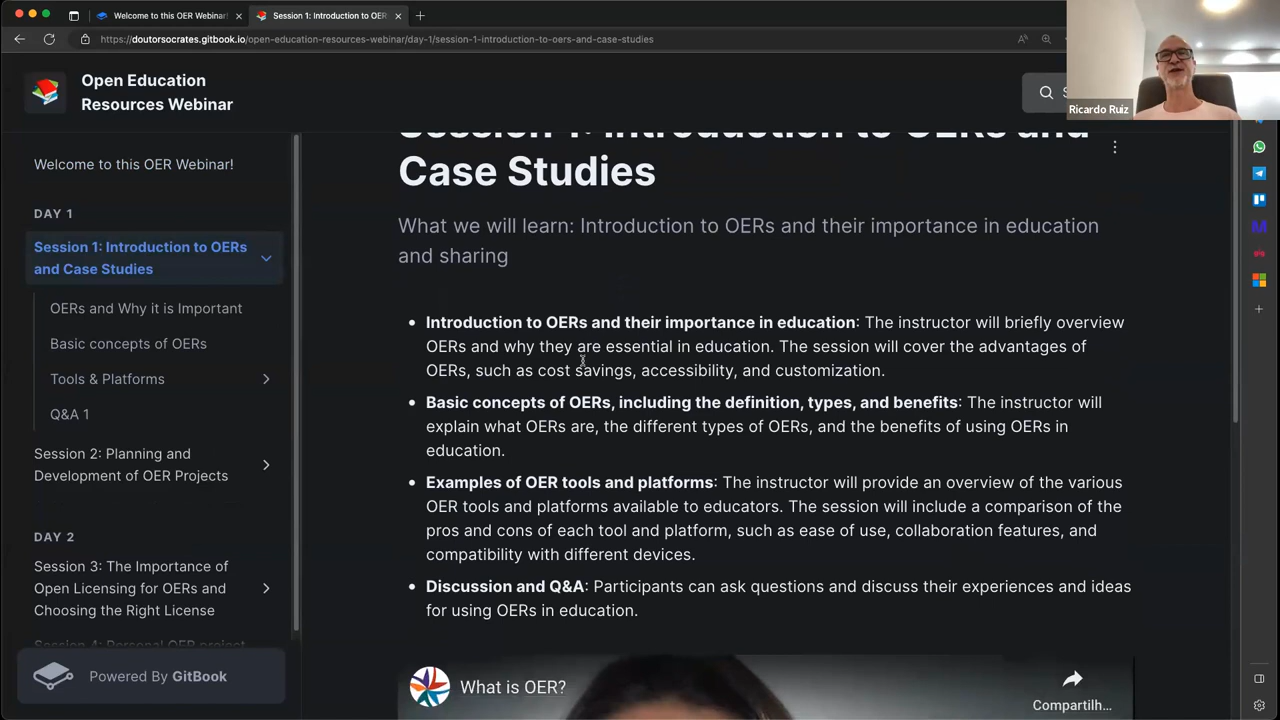 Welcome to this OER Webinar!
Session 1: Introduction to OER
https://doutorsocrates.gitbook.io/open-education-resources-webinar/day-1/session-1-introduction-to-oers-and-case-studies
Open Education
Resources Webinar
Ricardo Ruiz
Welcome to this OER Webinar!
DAY 1
Session 1: Introduction to OERs
and Case Studies
OERs and Why it is Important
Basic concepts of OERs
Tools & Platforms
Q&A 1
Session 2: Planning and
Development of OER Projects
DAY 2
Session 3: The Importance of
Open Licensing for OERs and
Choosing the Right License
Session 4: Personal OER project
Powered By GitBook
Session 1: Introduction to OERs and
Case Studies
What we will learn: Introduction to OERs and their importance in education
and sharing
• Introduction to OERs and their importance in education: The instructor will briefly overview
OERs and why they are essential in education. The session will cover the advantages of
OERs, such as cost savings, accessibility, and customization.
• Basic concepts of OERs, including the definition, types, and benefits: The instructor will
explain what OERs are, the different types of OERs, and the benefits of using OERs in
education.
• Examples of OER tools and platforms: The instructor will provide an overview of the various
OER tools and platforms available to educators. The session will include a comparison of the
pros and cons of each tool and platform, such as ease of use, collaboration features, and
compatibility with different devices.
• Discussion and Q&A: Participants can ask questions and discuss their experiences and ideas
for using OERs in education.
What is OER?
Compartilh...